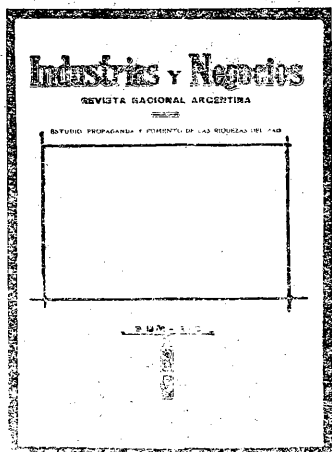 Industrias Y Negocios
REVISTA NACIONAL ARGENTINA
ESTUDIO, PROPAGANDA Y FOMENTO DE LAS RIQUEZAS DEL PAIS